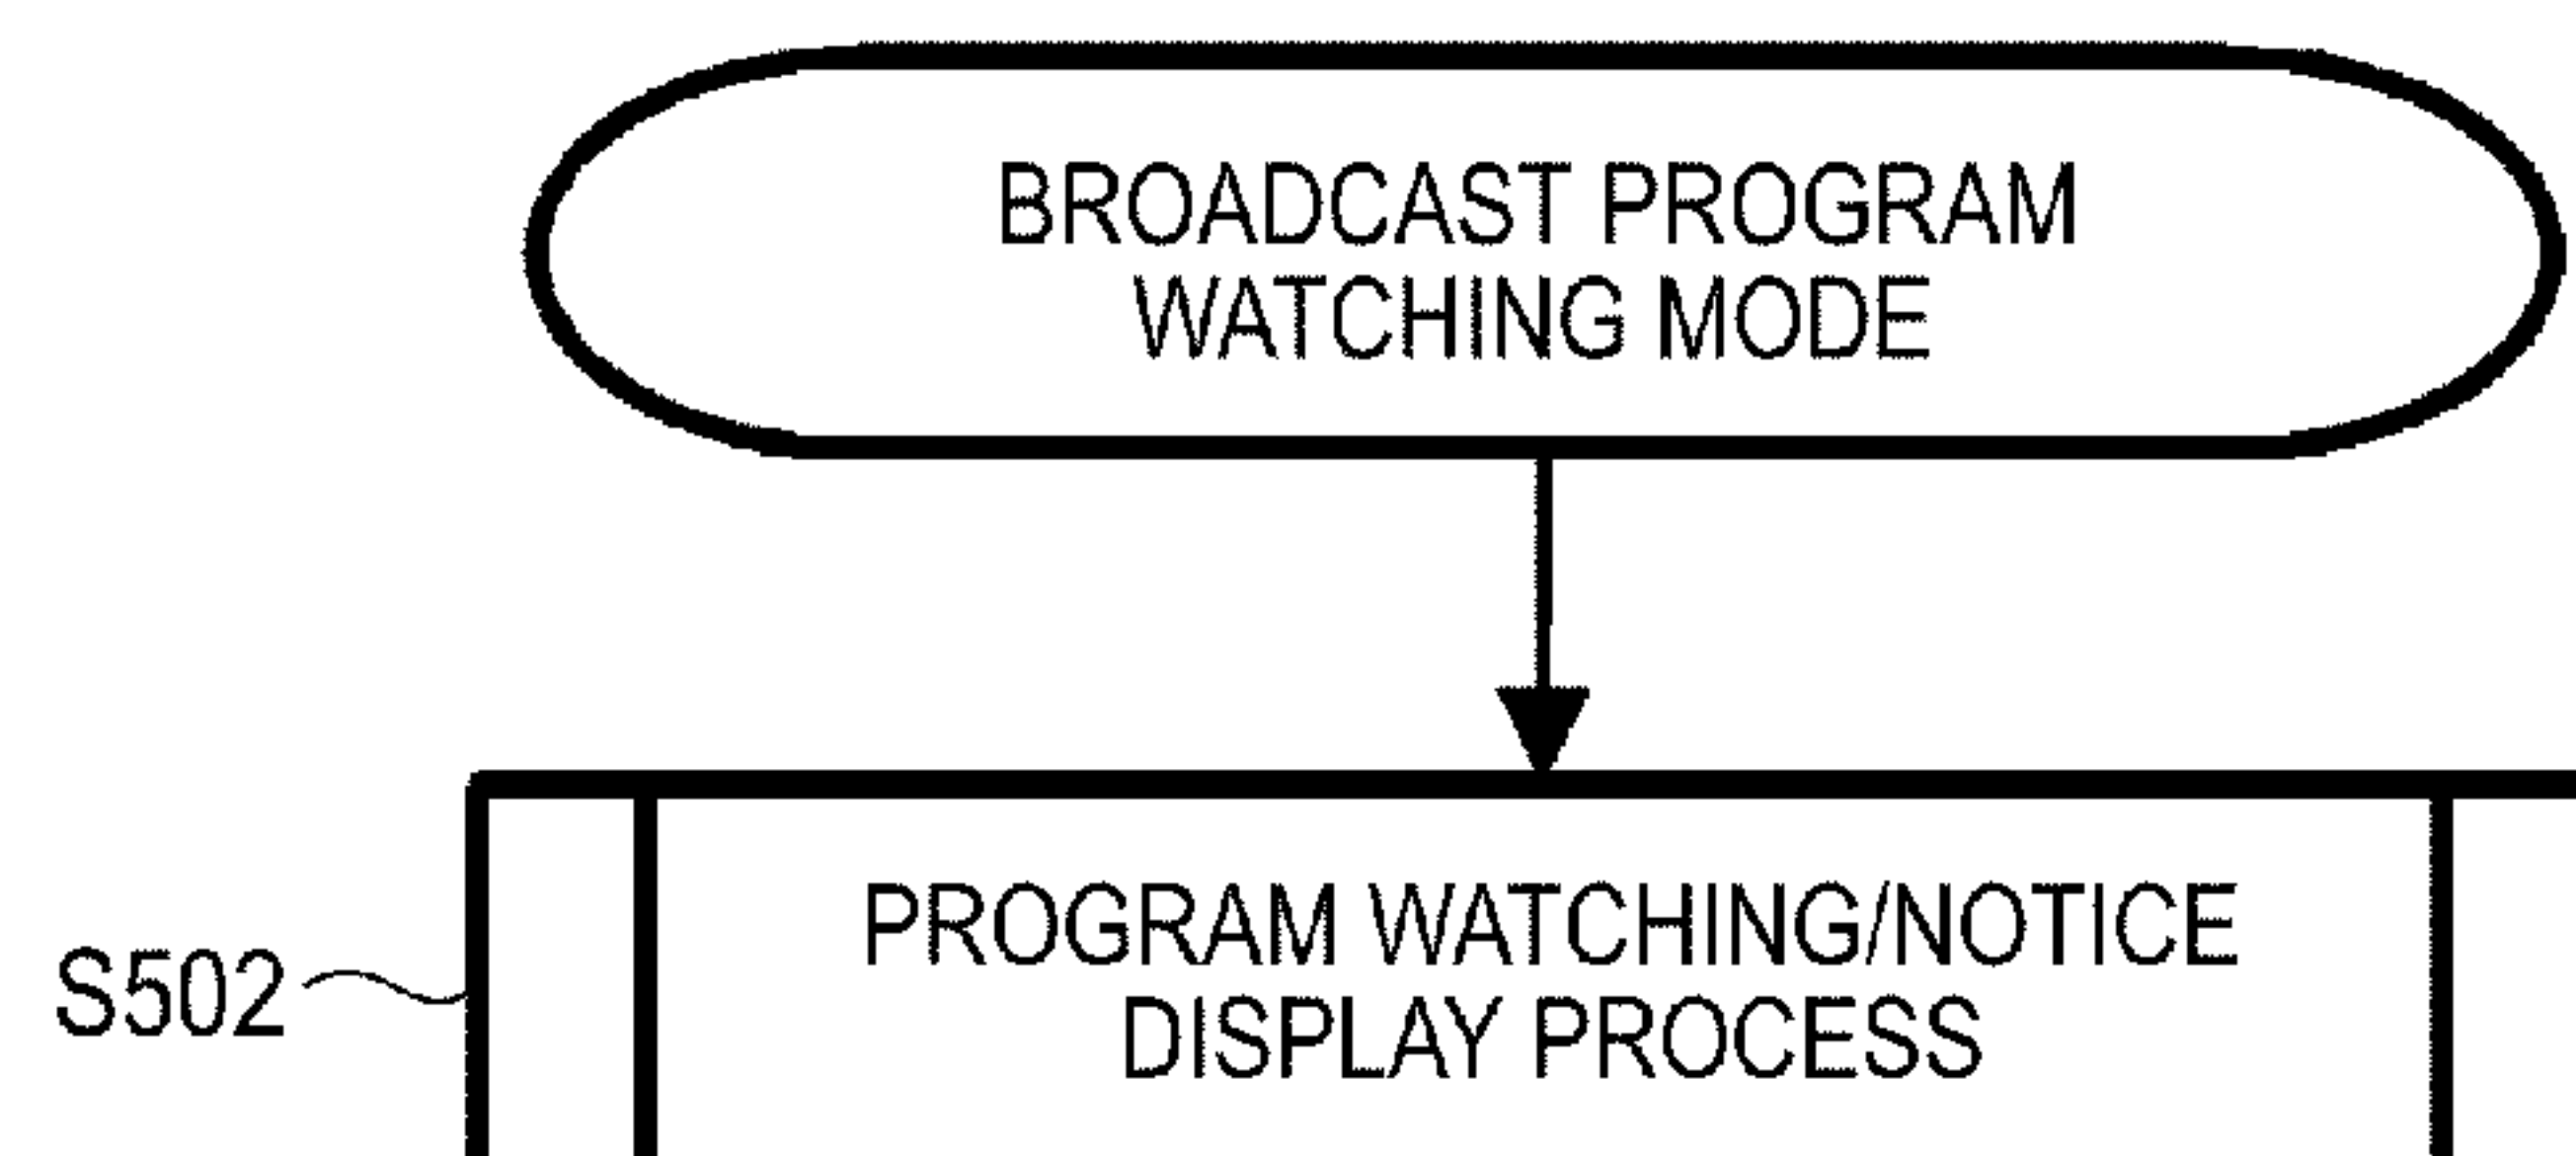 BROADCAST PROGRAM
WATCHING MODE
PROGRAM WATCHING/NOTICE
DISPLAY PROCESS
S502